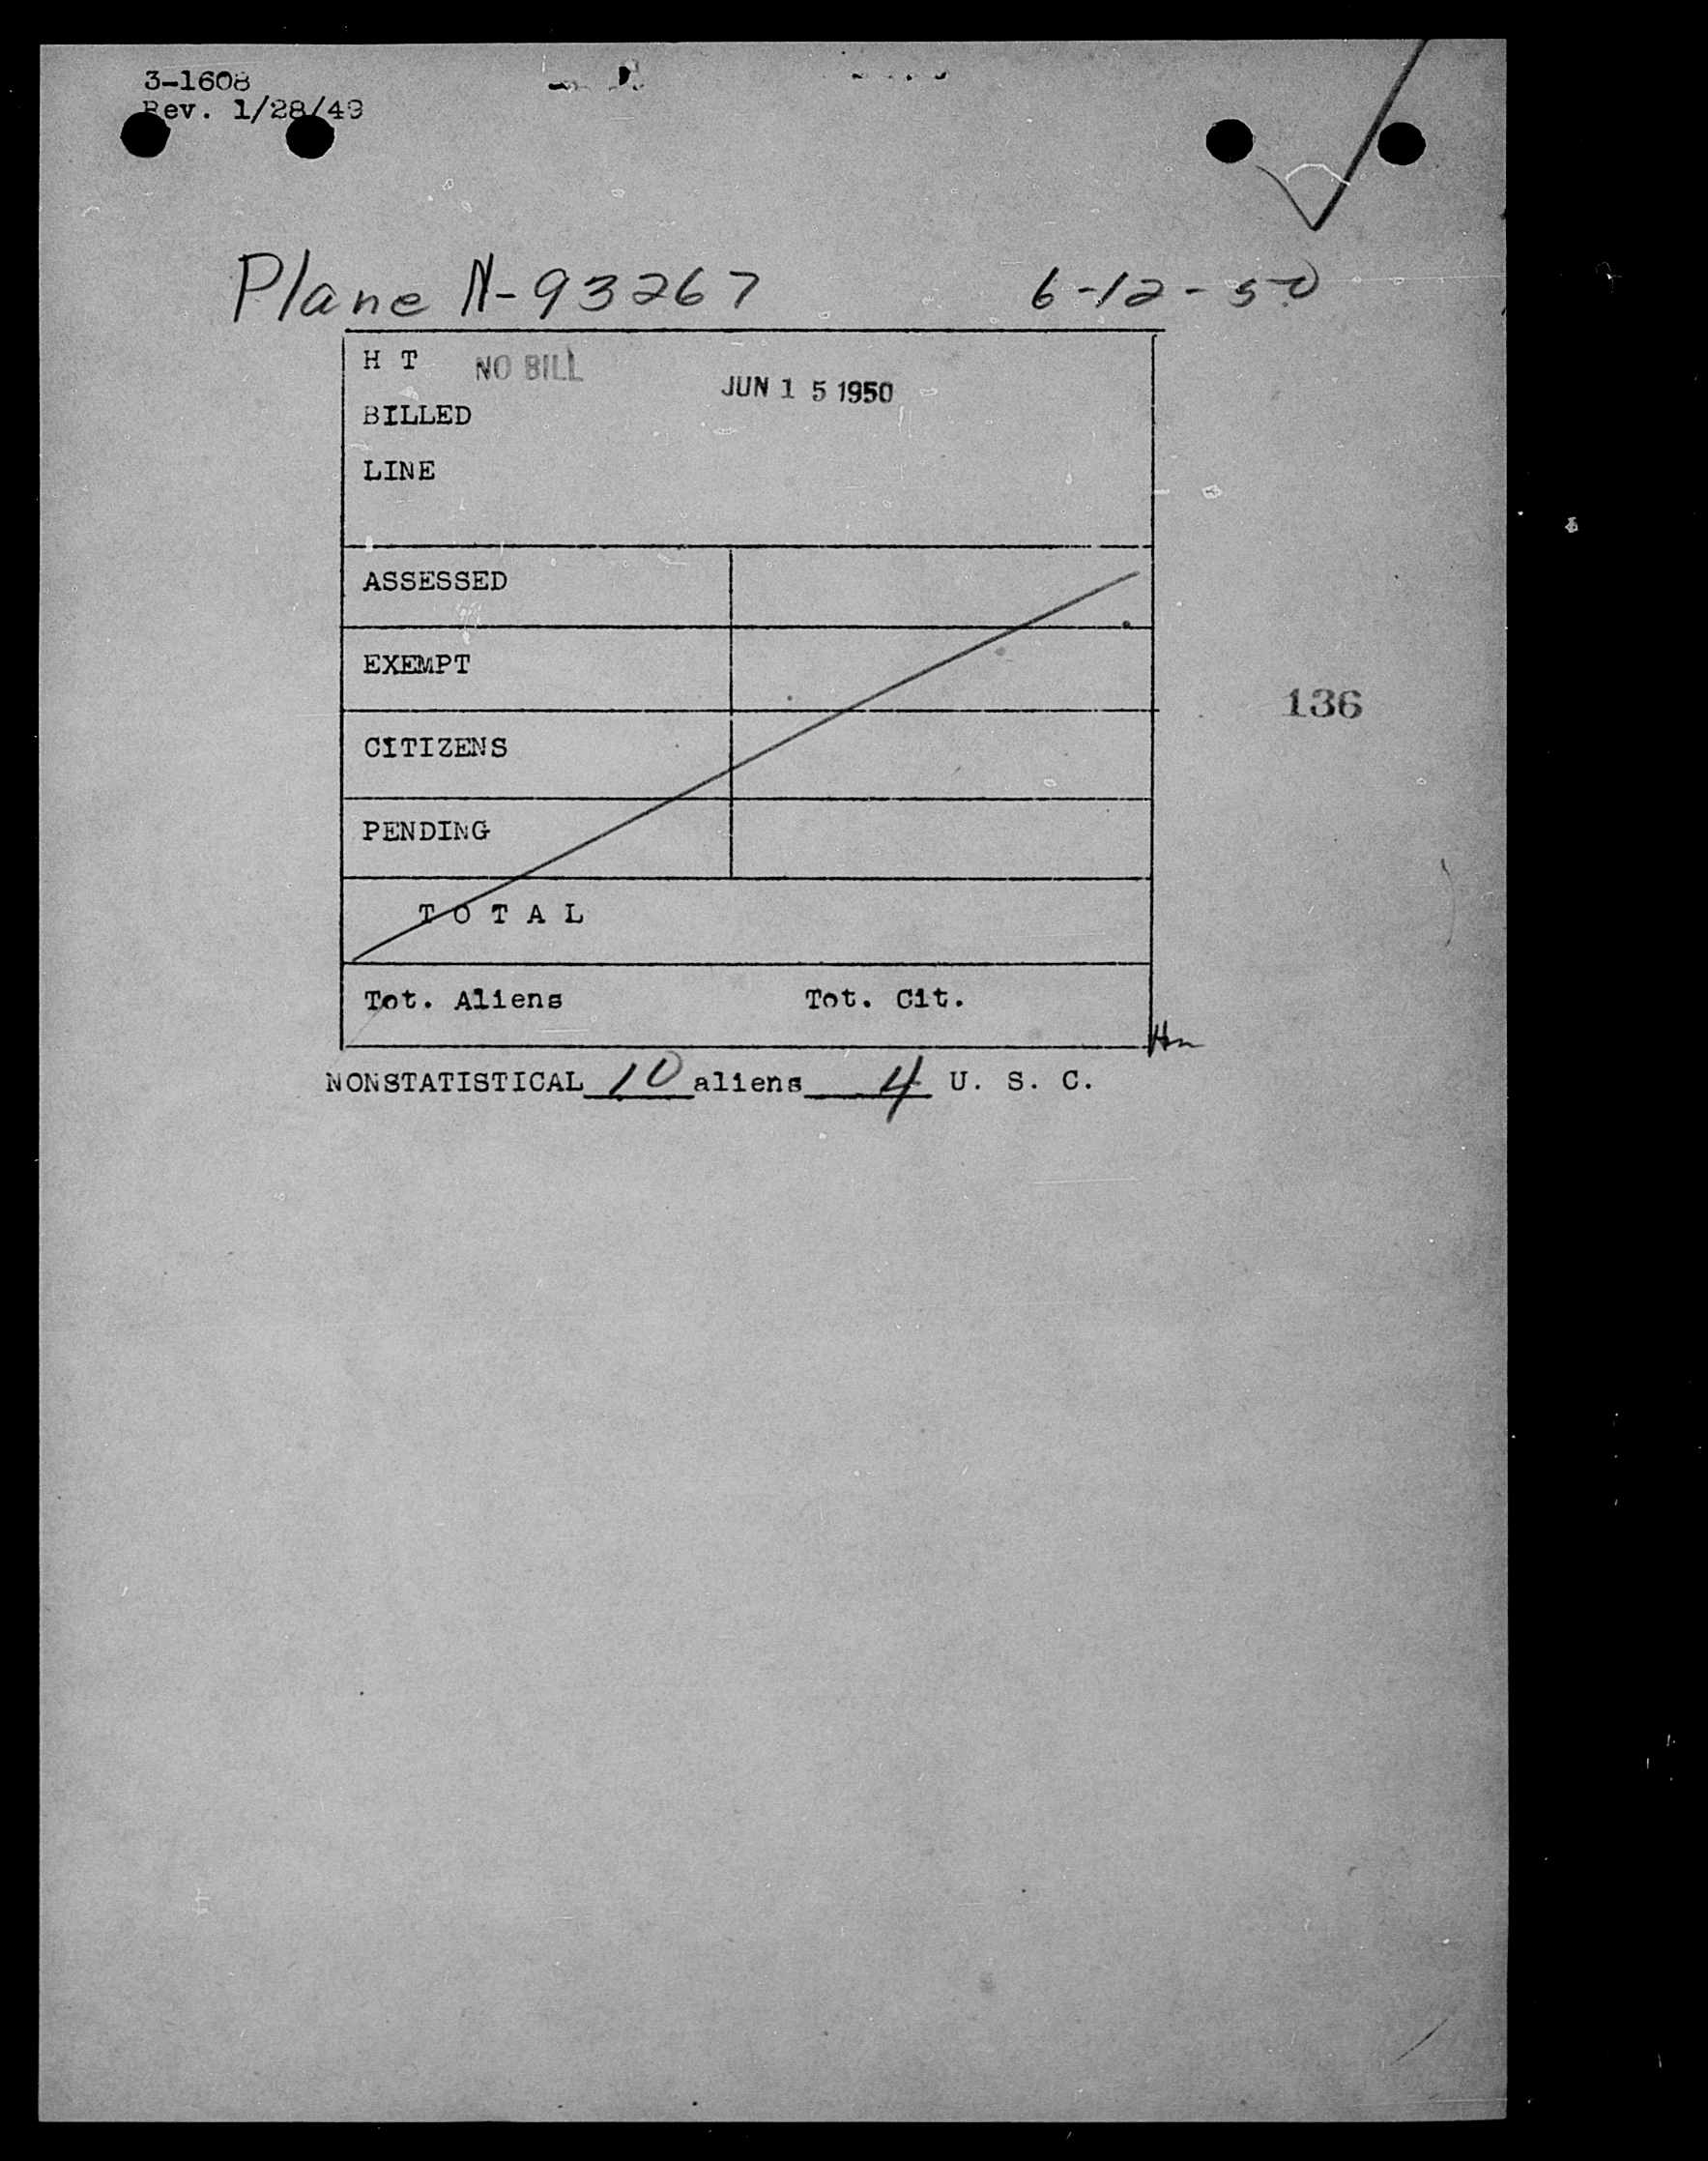 3-1608
Rev. 1/28/49
Plane N-93267 6-12-50
H T NO BILL
JUN 15 1950
BILLED
LINE
ASSESSED
EXEMPT
136
CITIZENS
PENDING
T O T A L
Tot. Aliens Tot. Cit.
NONSTATISTICAL 10 aliens 4 U. S. C.